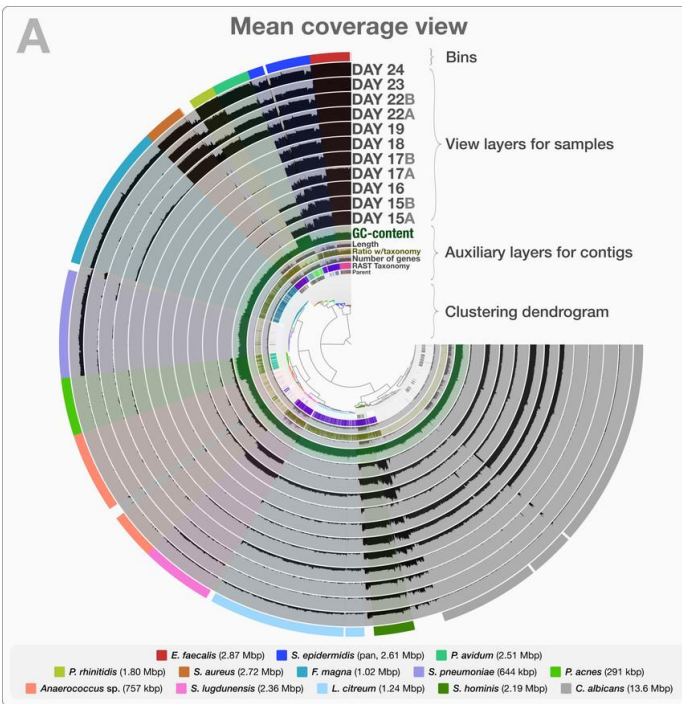 A
Mean coverage view
Bins
DAY 24
DAY 23
DAY 22B
DAY 22A
DAY 19
DAY 18
DAY 17B
DAY 17A
DAY 16
DAY 15B
DAY 15A
View layers for samples
GC-content
Length
Ratio w/taxonomy
Number of genes
RAST Taxonomy
Parent
Auxiliary layers for contigs
Clustering dendrogram
E. faecalis (2.87 Mbp) S. epidermidis (pan, 2.61 Mbp) P. avidum (2.51 Mbp)
P. rhinitidis (1.80 Mbp) S. aureus (2.72 Mbp) F. magna (1.02 Mbp) S. pneumoniae (644 kbp) P. acnes (291 kbp)
Anaerococcus sp. (757 kbp) S. lugdunensis (2.36 Mbp) L. citreum (1.24 Mbp) S. hominis (2.19 Mbp) C. albicans (13.6 Mbp)